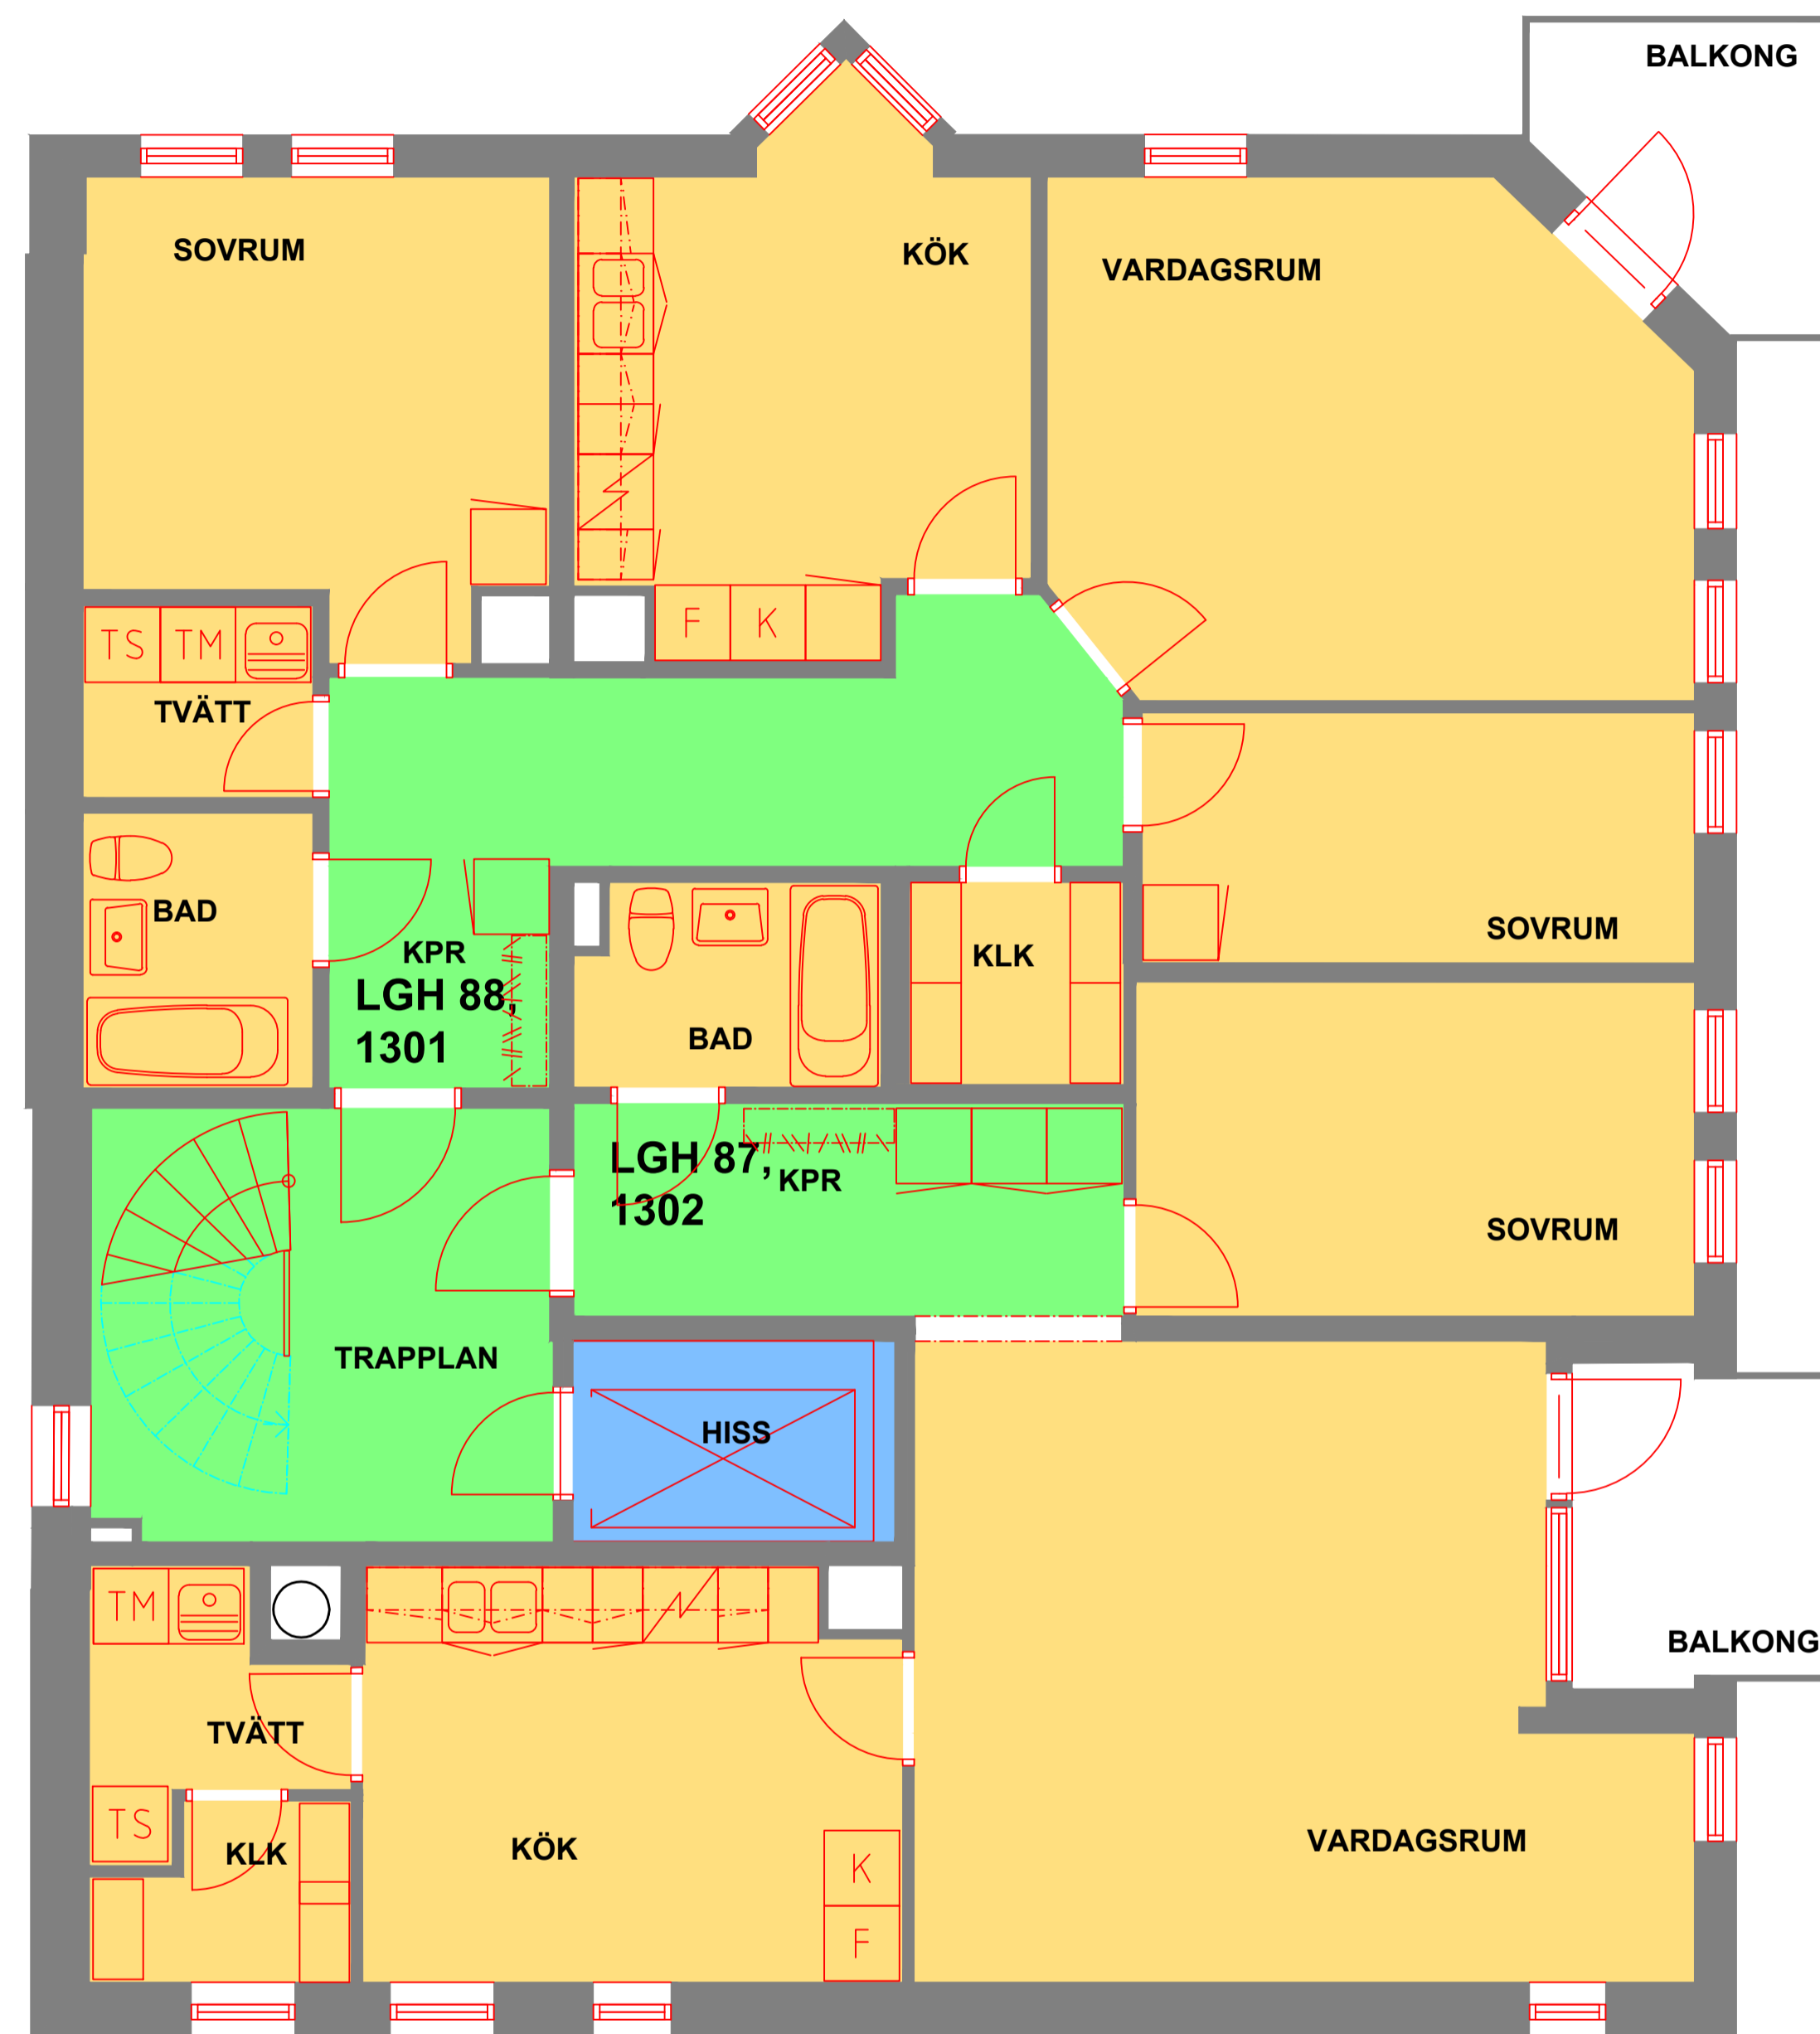 BALKONG
SOVRUM
KÖK
VARDAGSRUM
F
K
TS
TM
TVÄTT
BAD
KPR
LGH 88,
1301
SOVRUM
KLK
BAD
LGH 87,
1302
KPR
SOVRUM
TRAPPLAN
HISS
TM
BALKONG
TVÄTT
TS
KLK
KÖK
K
F
VARDAGSRUM